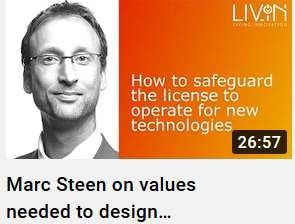 LIV.IN
LIVING INNOVATION
How to safeguard
the license to
operate for new
technologies
26:57
Marc Steen on values
needed to design...